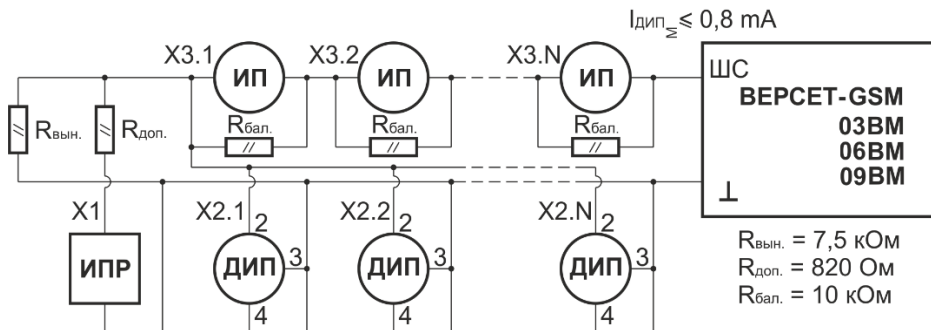 IДИП_М ≤ 0,8 mA
X3.1 ИП X3.2 ИП X3.N ИП
ШС
ВЕРСЕТ-GSM
03ВМ
06ВМ
09ВМ
⊥
Rвын. Rдоп. Rбал. Rбал. Rбал.
X1 X2.1 2 X2.2 2 X2.N 2
ИПР ДИП 3 ДИП 3 ДИП 3
4 4 4
Rвын. = 7,5 кОм
Rдоп. = 820 Ом
Rбал. = 10 кОм